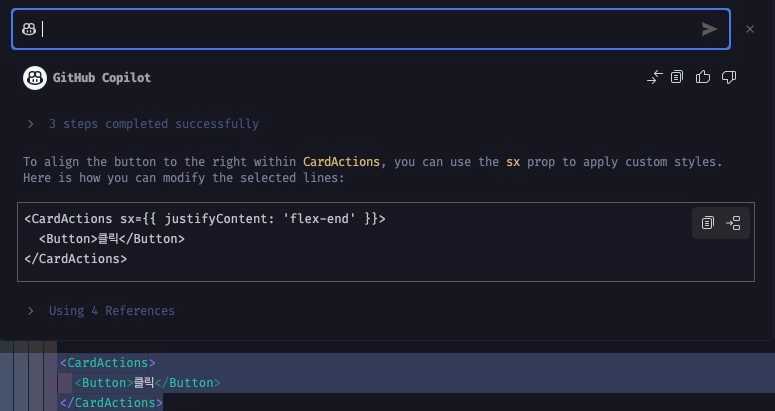 GitHub Copilot
3 steps completed successfully
To align the button to the right within CardActions, you can use the sx prop to apply custom styles.
Here is how you can modify the selected lines:
<CardActions sx={{ justifyContent: 'flex-end' }}>
  <Button>클릭</Button>
</CardActions>
Using 4 References
<CardActions>
  <Button>클릭</Button>
</CardActions>